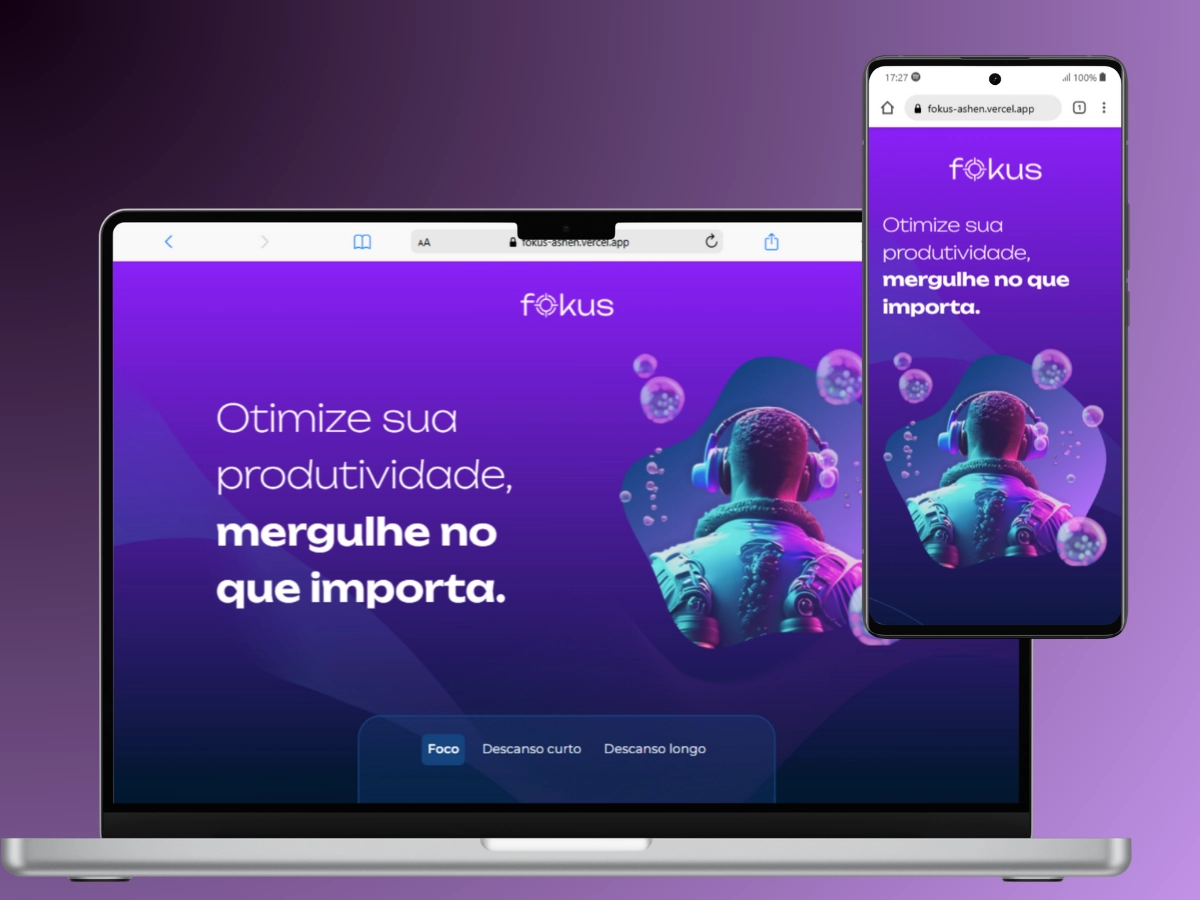 17:27
100%
fokus-ashen.vercel.app
1
fokus
Otimize sua
produtividade,
mergulhe no que
importa.
AA
fokus-ashen.vercel.app
fokus
Otimize sua
produtividade,
mergulhe no
que importa.
Foco Descanso curto Descanso longo